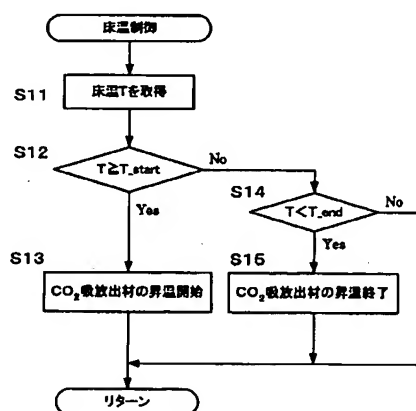 床温制御
S11
床温Tを取得
S12
T≧T_start
No
Yes
S14
T<T_end
No
Yes
S13
CO₂吸放出材の昇温開始
S15
CO₂吸放出材の昇温終了
リターン